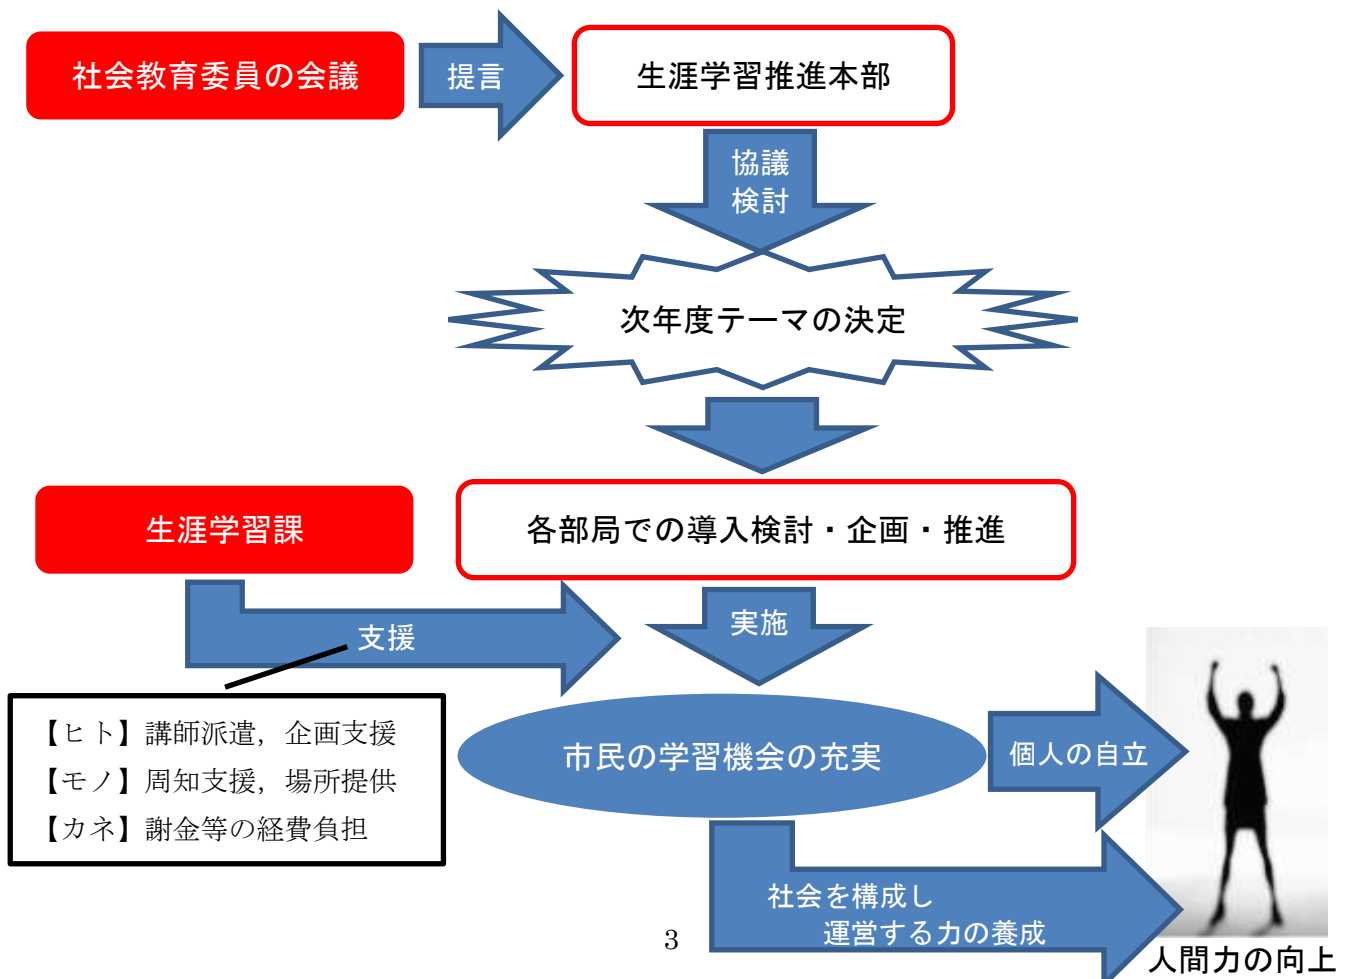 社会教育委員の会議
提言
生涯学習推進本部
協議
検討
次年度テーマの決定
生涯学習課
各部局での導入検討・企画・推進
支援
実施
【ヒト】講師派遣，企画支援
【モノ】周知支援，場所提供
【カネ】謝金等の経費負担
市民の学習機会の充実
個人の自立
社会を構成し
運営する力の養成
人間力の向上
3